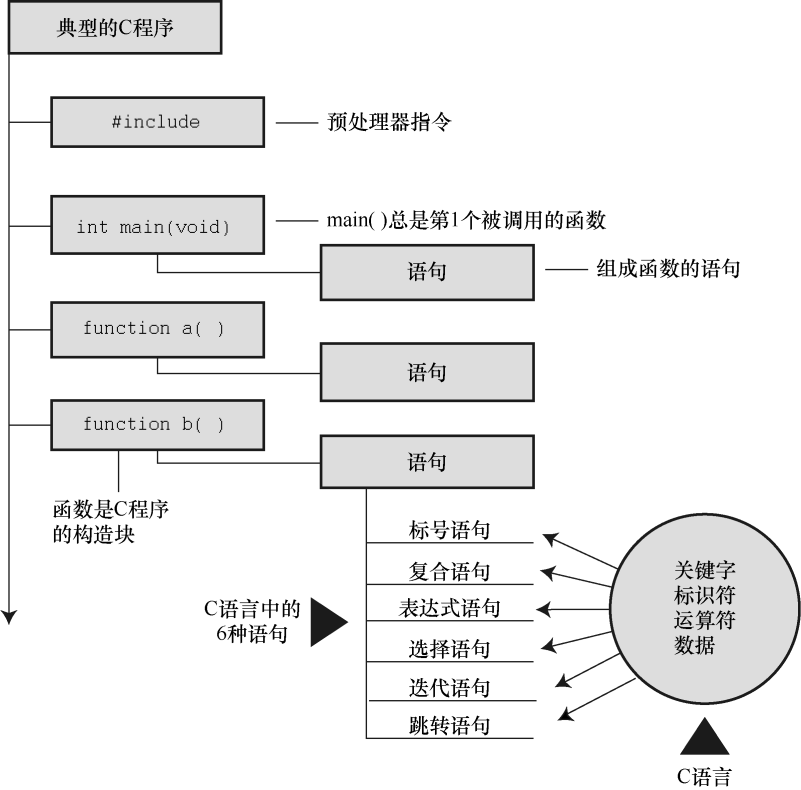 典型的C程序
#include
预处理器指令
int main(void)
main( )总是第1个被调用的函数
语句
组成函数的语句
function a( )
语句
function b( )
语句
函数是C程序
的构造块
标号语句
复合语句
表达式语句
选择语句
迭代语句
跳转语句
C语言中的
6种语句
关键字
标识符
运算符
数据
C语言